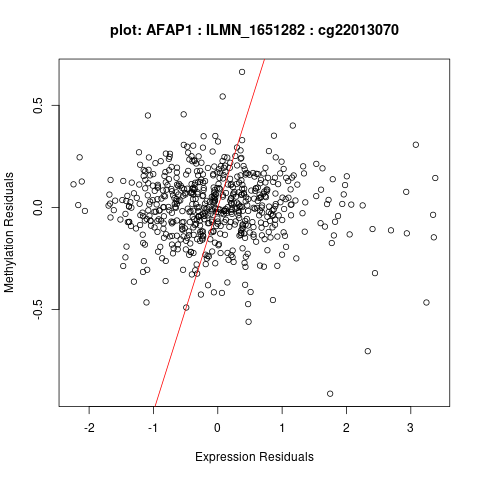 plot: AFAP1 : ILMN_1651282 : cg22013070
Methylation Residuals
0.5
0.0
-0.5
-2 -1 0 1 2 3
Expression Residuals